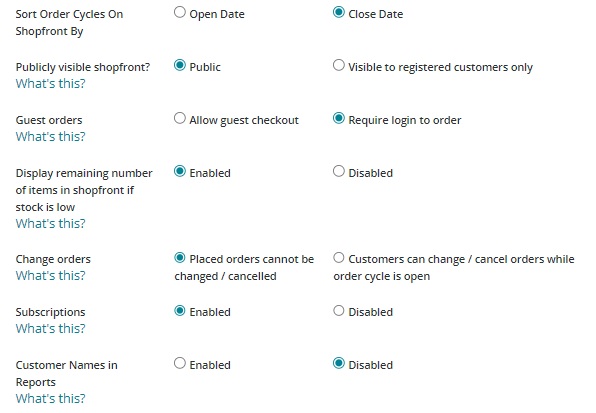 Sort Order Cycles On
Shopfront By
Open Date
Close Date
Publicly visible shopfront?
What's this?
Public
Visible to registered customers only
Guest orders
What's this?
Allow guest checkout
Require login to order
Display remaining number
of items in shopfront if
stock is low
What's this?
Enabled
Disabled
Change orders
What's this?
Placed orders cannot be
changed / cancelled
Customers can change / cancel orders while
order cycle is open
Subscriptions
What's this?
Enabled
Disabled
Customer Names in
Reports
What's this?
Enabled
Disabled